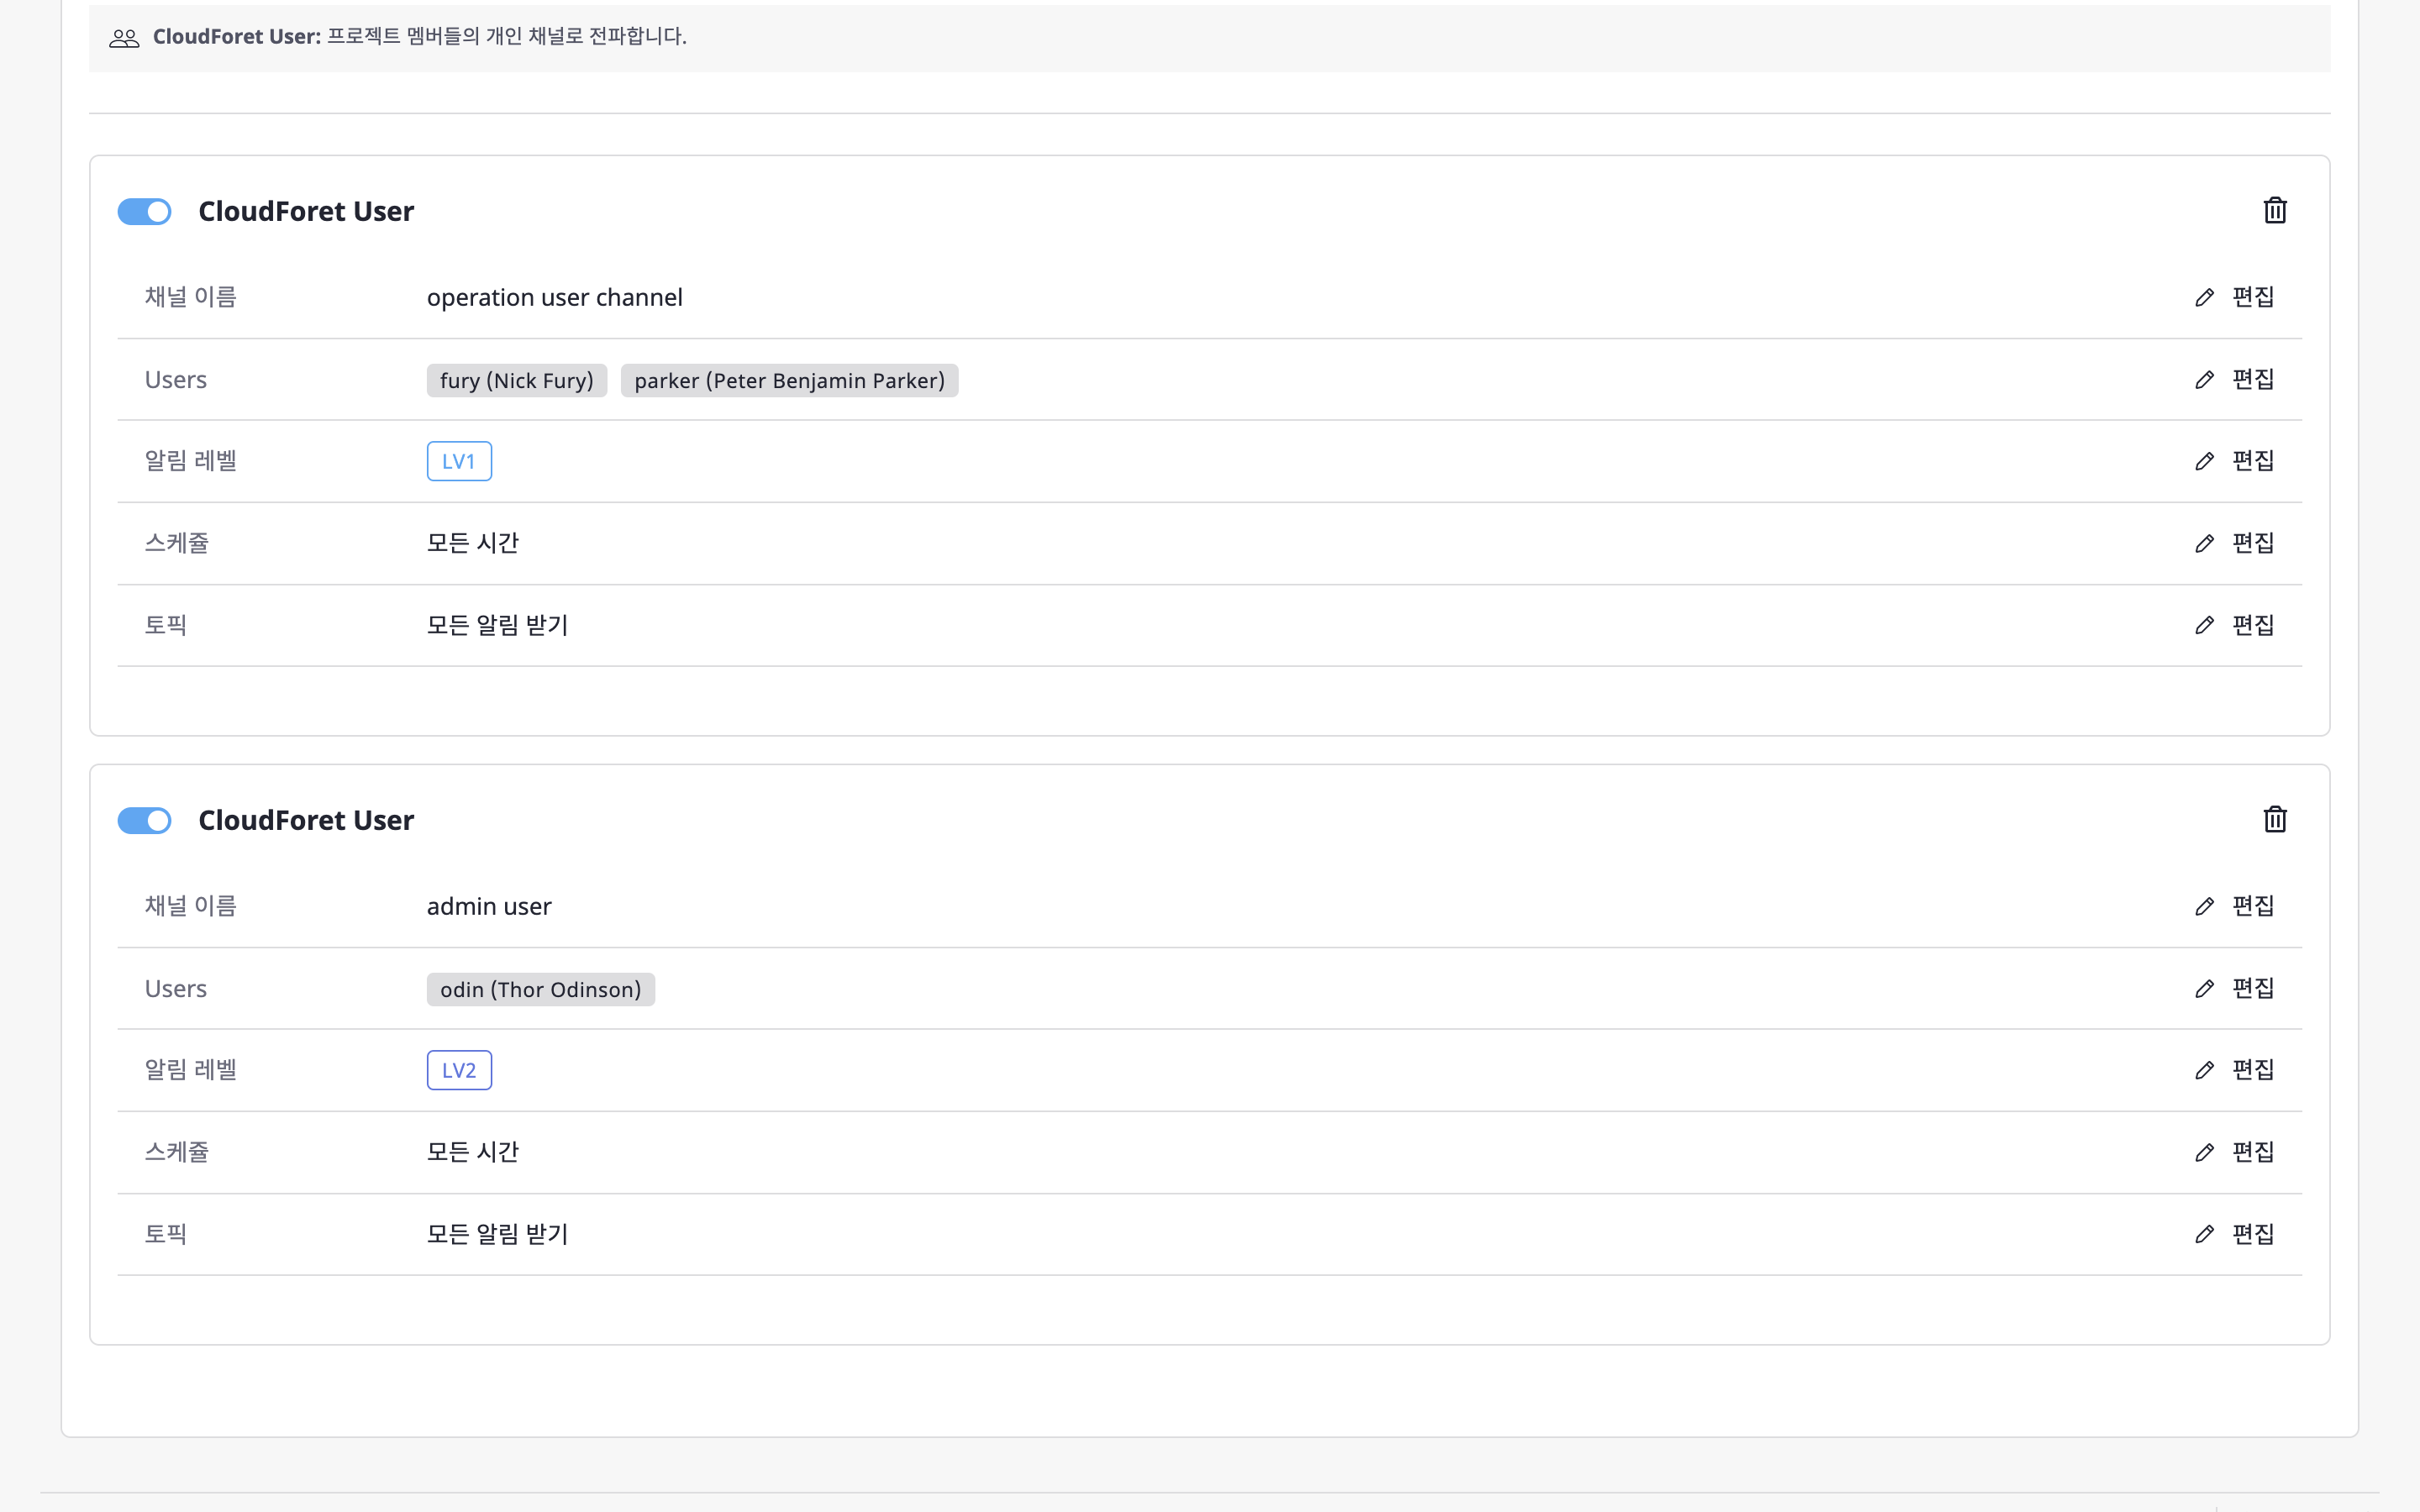 CloudForet User: 프로젝트 멤버들의 개인 채널로 전파합니다.
CloudForet User
채널 이름 operation user channel 편집
Users fury (Nick Fury) parker (Peter Benjamin Parker) 편집
알림 레벨 LV1 편집
스케쥴 모든 시간 편집
토픽 모든 알림 받기 편집
CloudForet User
채널 이름 admin user 편집
Users odin (Thor Odinson) 편집
알림 레벨 LV2 편집
스케쥴 모든 시간 편집
토픽 모든 알림 받기 편집